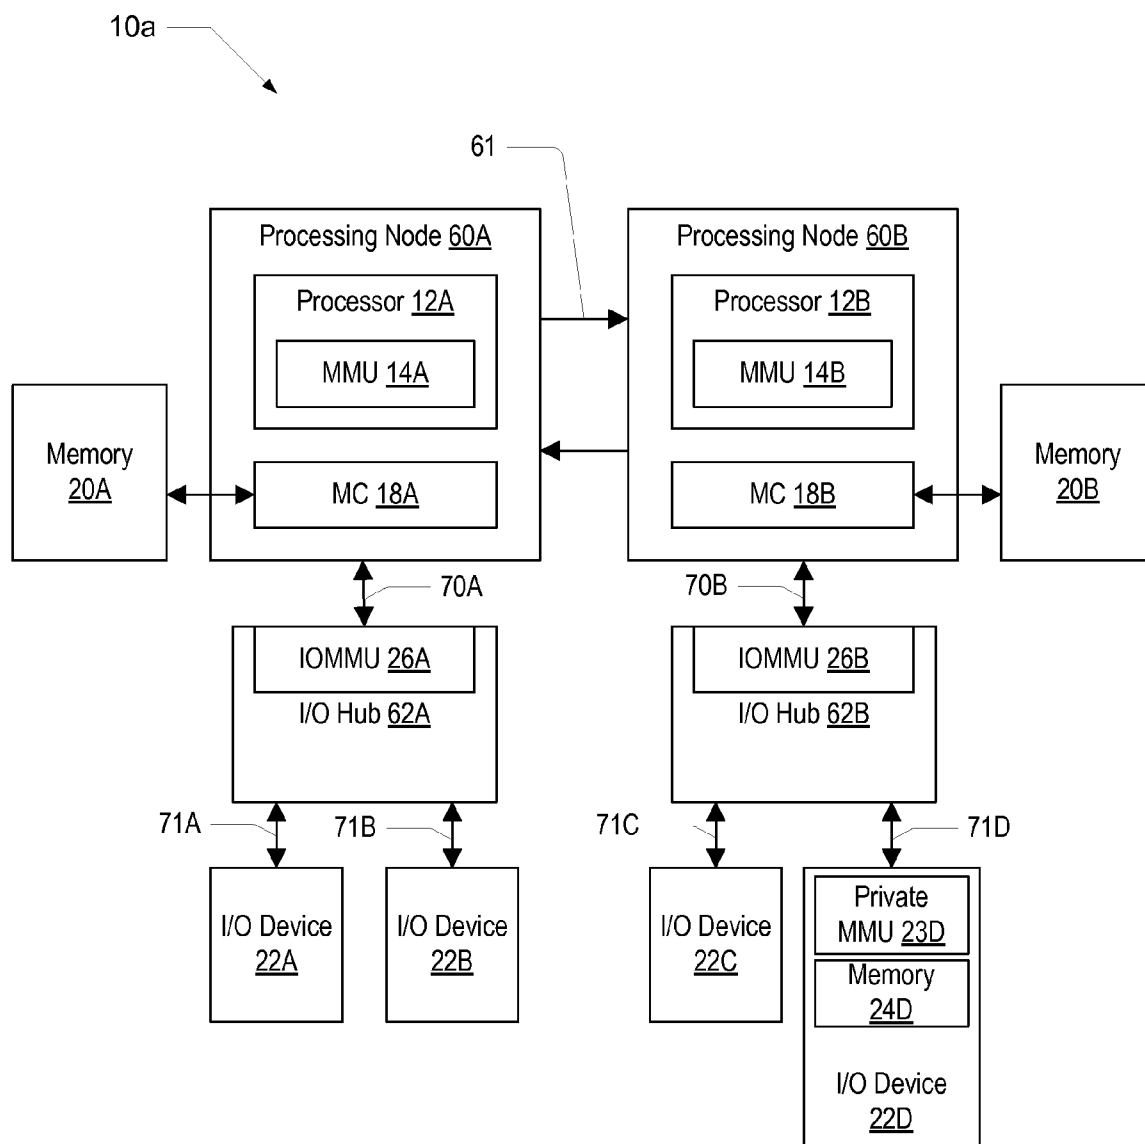 10a
61
Processing Node 60A
Processor 12A
MMU 14A
MC 18A
Processing Node 60B
Processor 12B
MMU 14B
MC 18B
Memory
20A
Memory
20B
70A
70B
IOMMU 26A
I/O Hub 62A
IOMMU 26B
I/O Hub 62B
71A
71B
71C
71D
I/O Device
22A
I/O Device
22B
I/O Device
22C
Private
MMU 23D
Memory
24D
I/O Device
22D